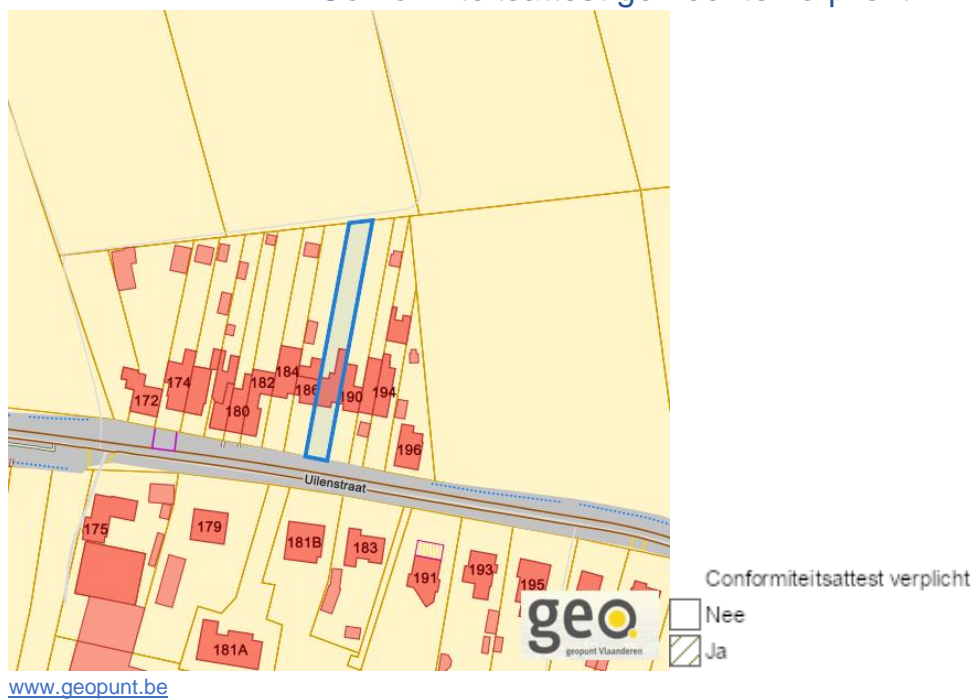 172
174
180
182
184
186
190
194
196
Uilenstraat
175
179
181B
183
191
193
195
181A
geo
geopunt Vlaanderen
Conformiteitsattest verplicht
Nee
Ja
www.geopunt.be